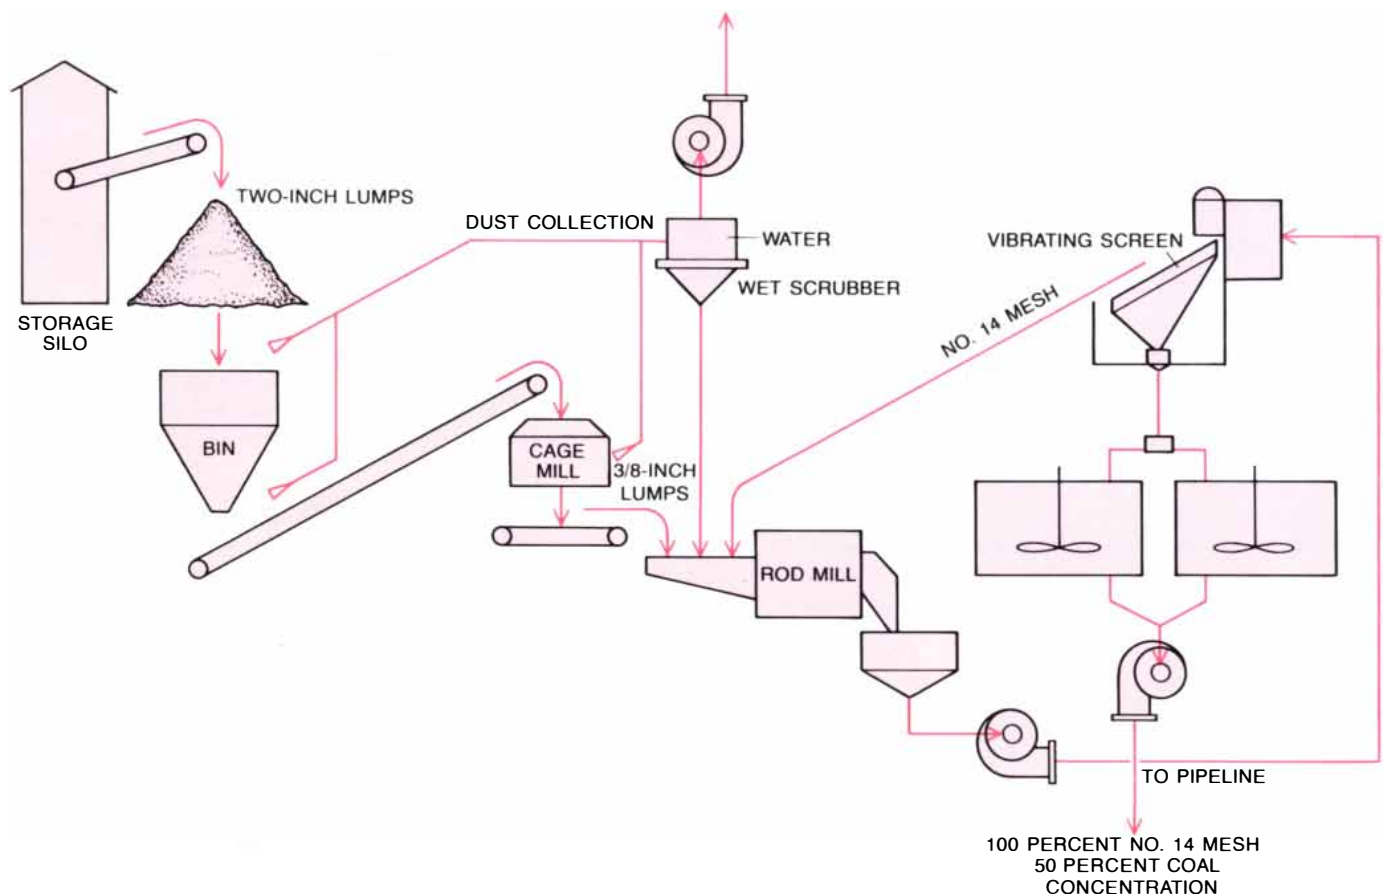 TWO-INCH LUMPS
STORAGE
SILO
BIN
DUST COLLECTION
WATER
WET SCRUBBER
CAGE
MILL
3/8-INCH
LUMPS
ROD MILL
NO. 14 MESH
VIBRATING SCREEN
TO PIPELINE
100 PERCENT NO. 14 MESH
50 PERCENT COAL
CONCENTRATION